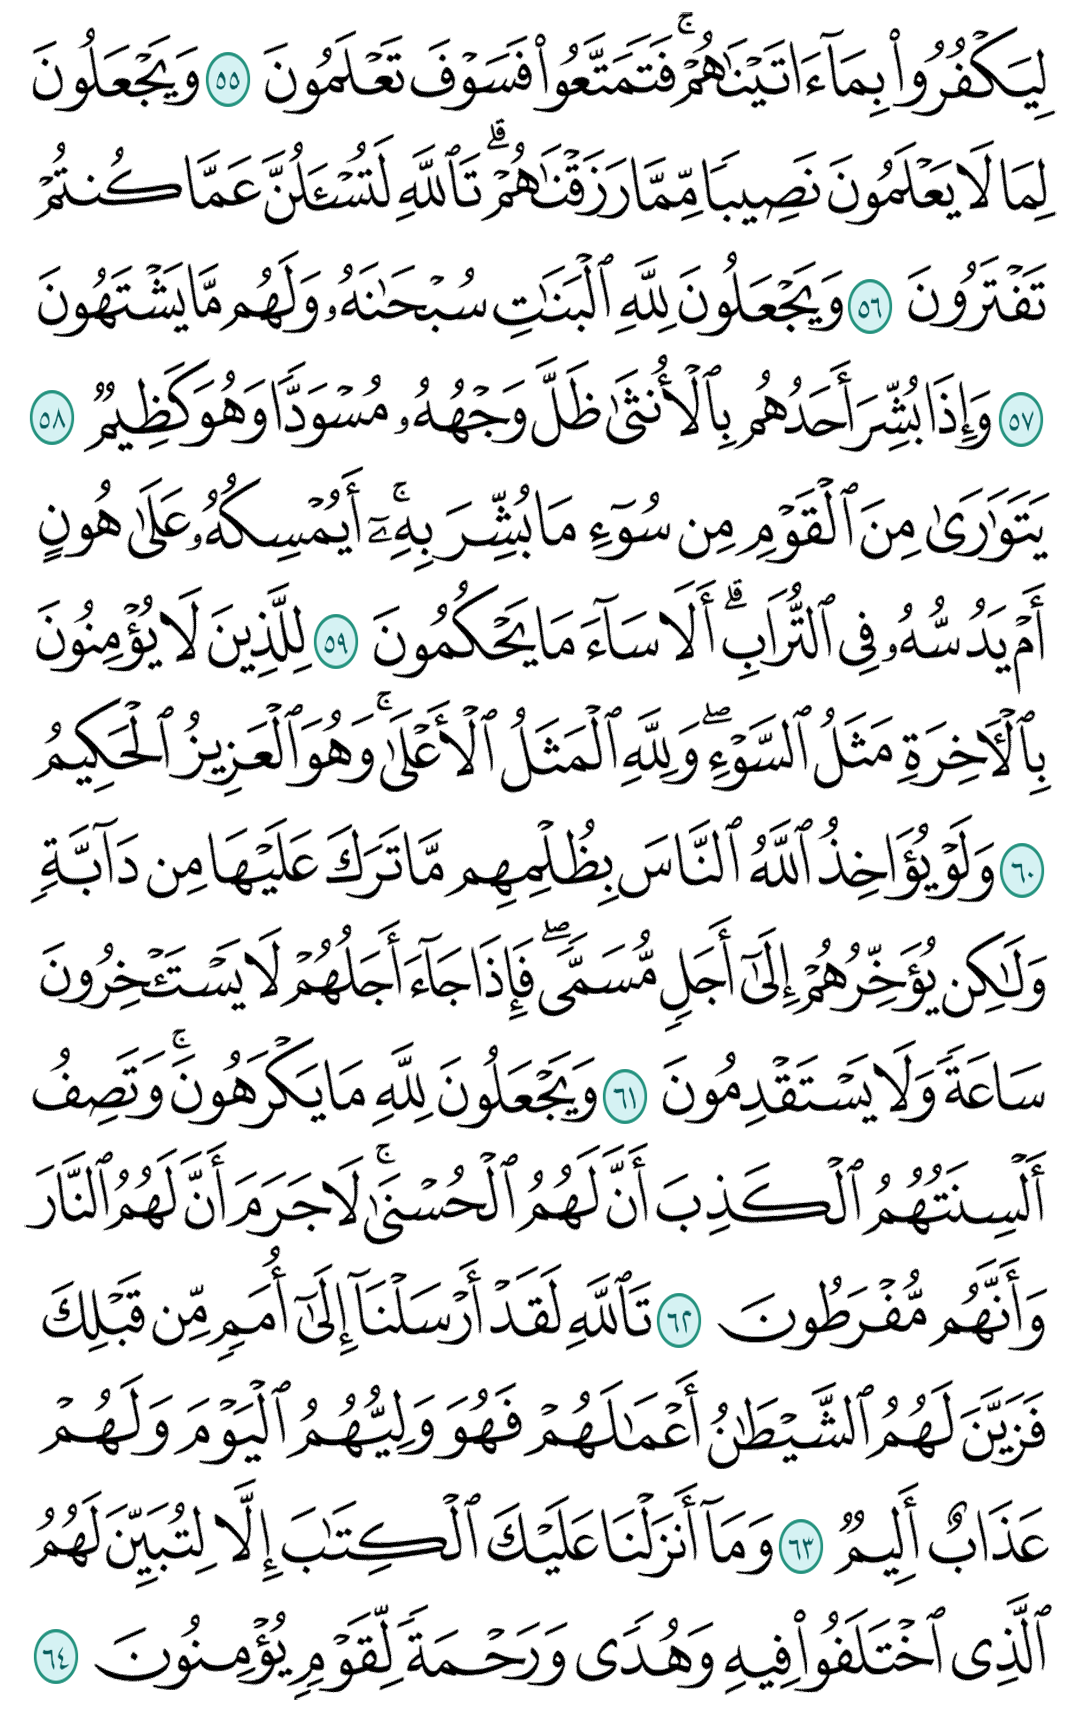 لِيَكْفُرُوا۟ بِمَآ ءَاتَيْنَـٰهُمْ ۚ فَتَمَتَّعُوا۟ فَسَوْفَ تَعْلَمُونَ ٥٥ وَيَجْعَلُونَ
لِمَا لَا يَعْلَمُونَ نَصِيبًا مِّمَّا رَزَقْنَـٰهُمْ ۗ تَٱللَّهِ لَتُسْـَٔلُنَّ عَمَّا كُنتُمْ
تَفْتَرُونَ ٥٦ وَيَجْعَلُونَ لِلَّهِ ٱلْبَنَـٰتِ سُبْحَـٰنَهُۥ وَلَهُم مَّا يَشْتَهُونَ
٥٧ وَإِذَا بُشِّرَ أَحَدُهُم بِٱلْأُنثَىٰ ظَلَّ وَجْهُهُۥ مُسْوَدًّا وَهُوَ كَظِيمٌ ٥٨
يَتَوَٰرَىٰ مِنَ ٱلْقَوْمِ مِن سُوٓءِ مَا بُشِّرَ بِهِۦٓ ۚ أَيُمْسِكُهُۥ عَلَىٰ هُونٍ
أَمْ يَدُسُّهُۥ فِى ٱلتُّرَابِ ۗ أَلَا سَآءَ مَا يَحْكُمُونَ ٥٩ لِلَّذِينَ لَا يُؤْمِنُونَ
بِٱلْـَٔاخِرَةِ مَثَلُ ٱلسَّوْءِ ۖ وَلِلَّهِ ٱلْمَثَلُ ٱلْأَعْلَىٰ ۚ وَهُوَ ٱلْعَزِيزُ ٱلْحَكِيمُ
٦٠ وَلَوْ يُؤَاخِذُ ٱللَّهُ ٱلنَّاسَ بِظُلْمِهِم مَّا تَرَكَ عَلَيْهَا مِن دَآبَّةٍ
وَلَـٰكِن يُؤَخِّرُهُمْ إِلَىٰٓ أَجَلٍ مُّسَمًّى ۖ فَإِذَا جَآءَ أَجَلُهُمْ لَا يَسْتَـْٔخِرُونَ
سَاعَةً وَلَا يَسْتَقْدِمُونَ ٦١ وَيَجْعَلُونَ لِلَّهِ مَا يَكْرَهُونَ ۚ وَتَصِفُ
أَلْسِنَتُهُمُ ٱلْكَذِبَ أَنَّ لَهُمُ ٱلْحُسْنَىٰ ۚ لَا جَرَمَ أَنَّ لَهُمُ ٱلنَّارَ
وَأَنَّهُم مُّفْرَطُونَ ٦٢ تَٱللَّهِ لَقَدْ أَرْسَلْنَآ إِلَىٰٓ أُمَمٍ مِّن قَبْلِكَ
فَزَيَّنَ لَهُمُ ٱلشَّيْطَـٰنُ أَعْمَـٰلَهُمْ فَهُوَ وَلِيُّهُمُ ٱلْيَوْمَ وَلَهُمْ
عَذَابٌ أَلِيمٌ ٦٣ وَمَآ أَنزَلْنَا عَلَيْكَ ٱلْكِتَـٰبَ إِلَّا لِتُبَيِّنَ لَهُمُ
ٱلَّذِى ٱخْتَلَفُوا۟ فِيهِ وَهُدًى وَرَحْمَةً لِّقَوْمٍ يُؤْمِنُونَ ٦٤